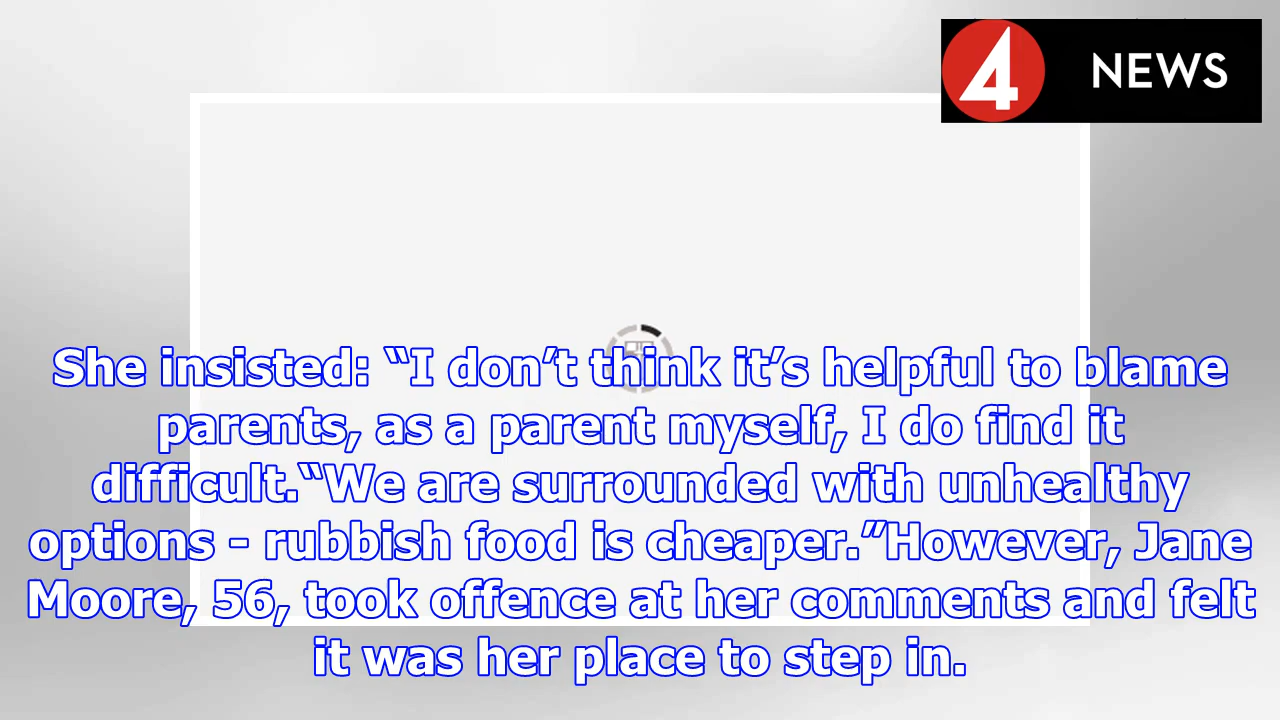 4 NEWS
She insisted: “I don’t think it’s helpful to blame
parents, as a parent myself, I do find it
difficult.“We are surrounded with unhealthy
options - rubbish food is cheaper.”However, Jane
Moore, 56, took offence at her comments and felt
it was her place to step in.